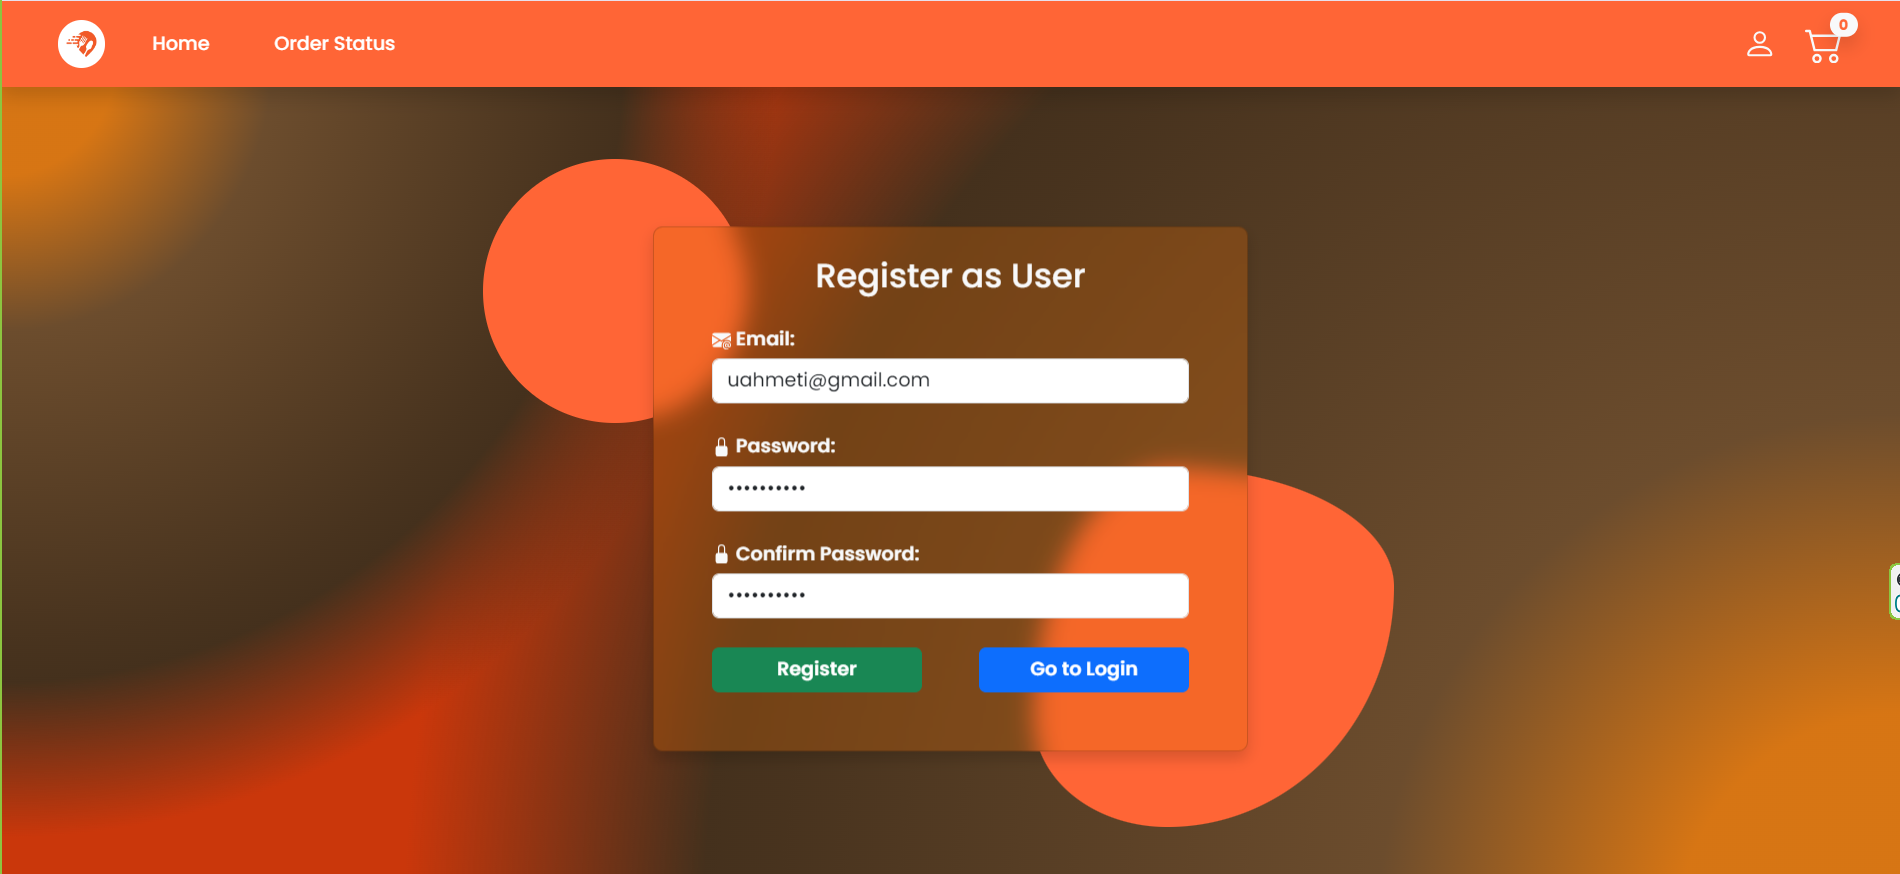 Home
Order Status
0
Register as User
Email:
uahmeti@gmail.com
Password:
••••••••••
Confirm Password:
••••••••••
Register
Go to Login